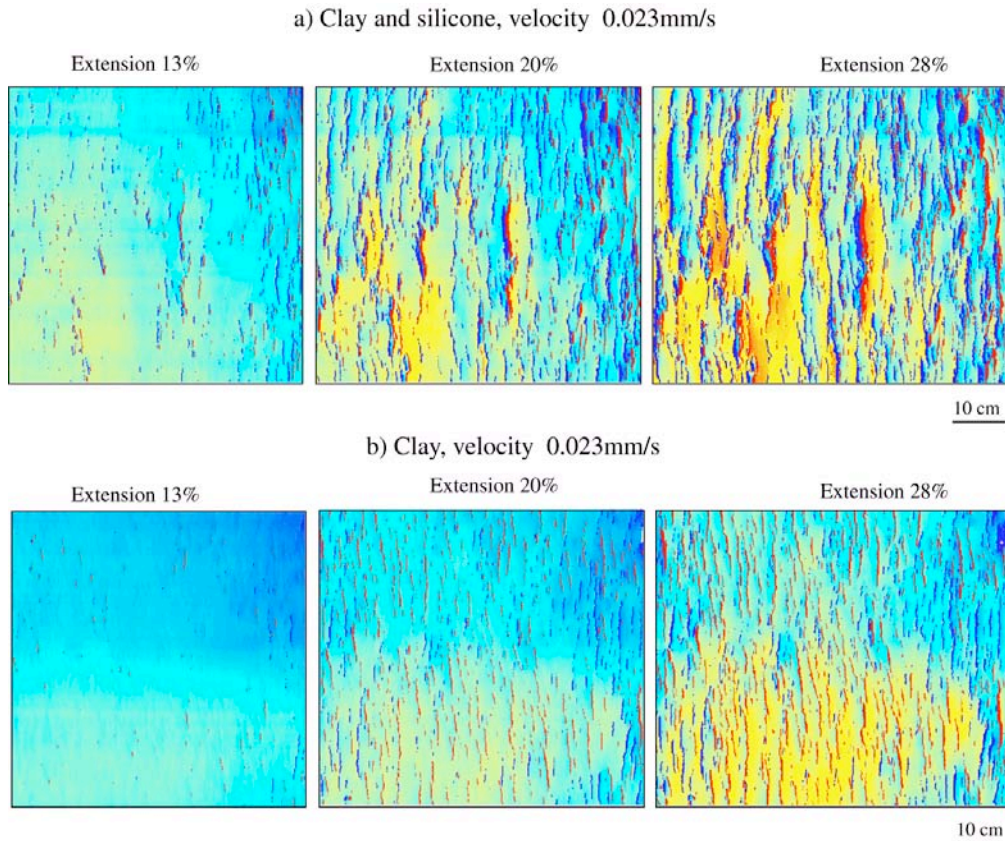 a) Clay and silicone, velocity 0.023mm/s
Extension 13%
Extension 20%
Extension 28%
10 cm
b) Clay, velocity 0.023mm/s
Extension 13%
Extension 20%
Extension 28%
10 cm